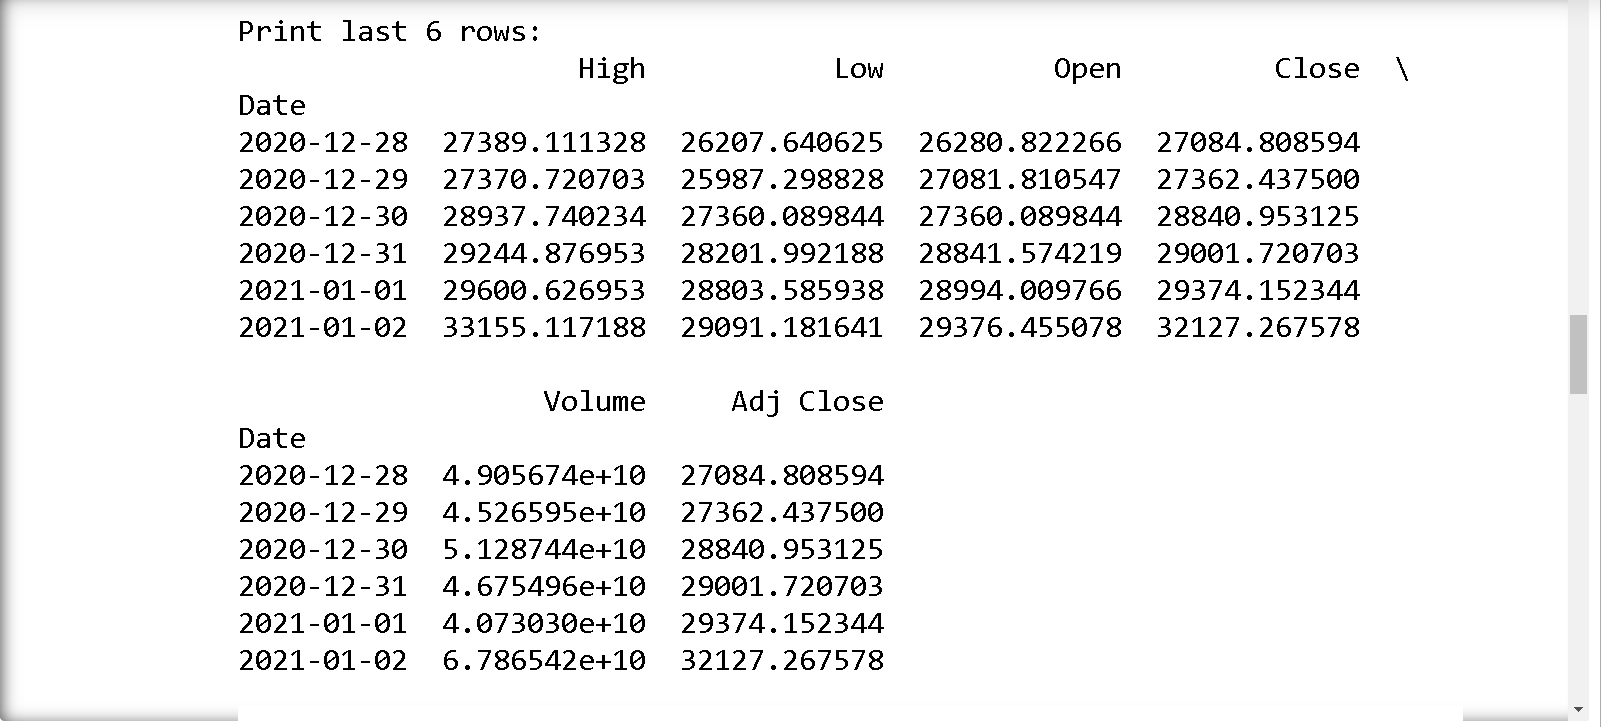 Print last 6 rows:
High Low Open Close \
Date
2020-12-28 27389.111328 26207.640625 26280.822266 27084.808594
2020-12-29 27370.720703 25987.298828 27081.810547 27362.437500
2020-12-30 28937.740234 27360.089844 27360.089844 28840.953125
2020-12-31 29244.876953 28201.992188 28841.574219 29001.720703
2021-01-01 29600.626953 28803.585938 28994.009766 29374.152344
2021-01-02 33155.117188 29091.181641 29376.455078 32127.267578
Volume Adj Close
Date
2020-12-28 4.905674e+10 27084.808594
2020-12-29 4.526595e+10 27362.437500
2020-12-30 5.128744e+10 28840.953125
2020-12-31 4.675496e+10 29001.720703
2021-01-01 4.073030e+10 29374.152344
2021-01-02 6.786542e+10 32127.267578